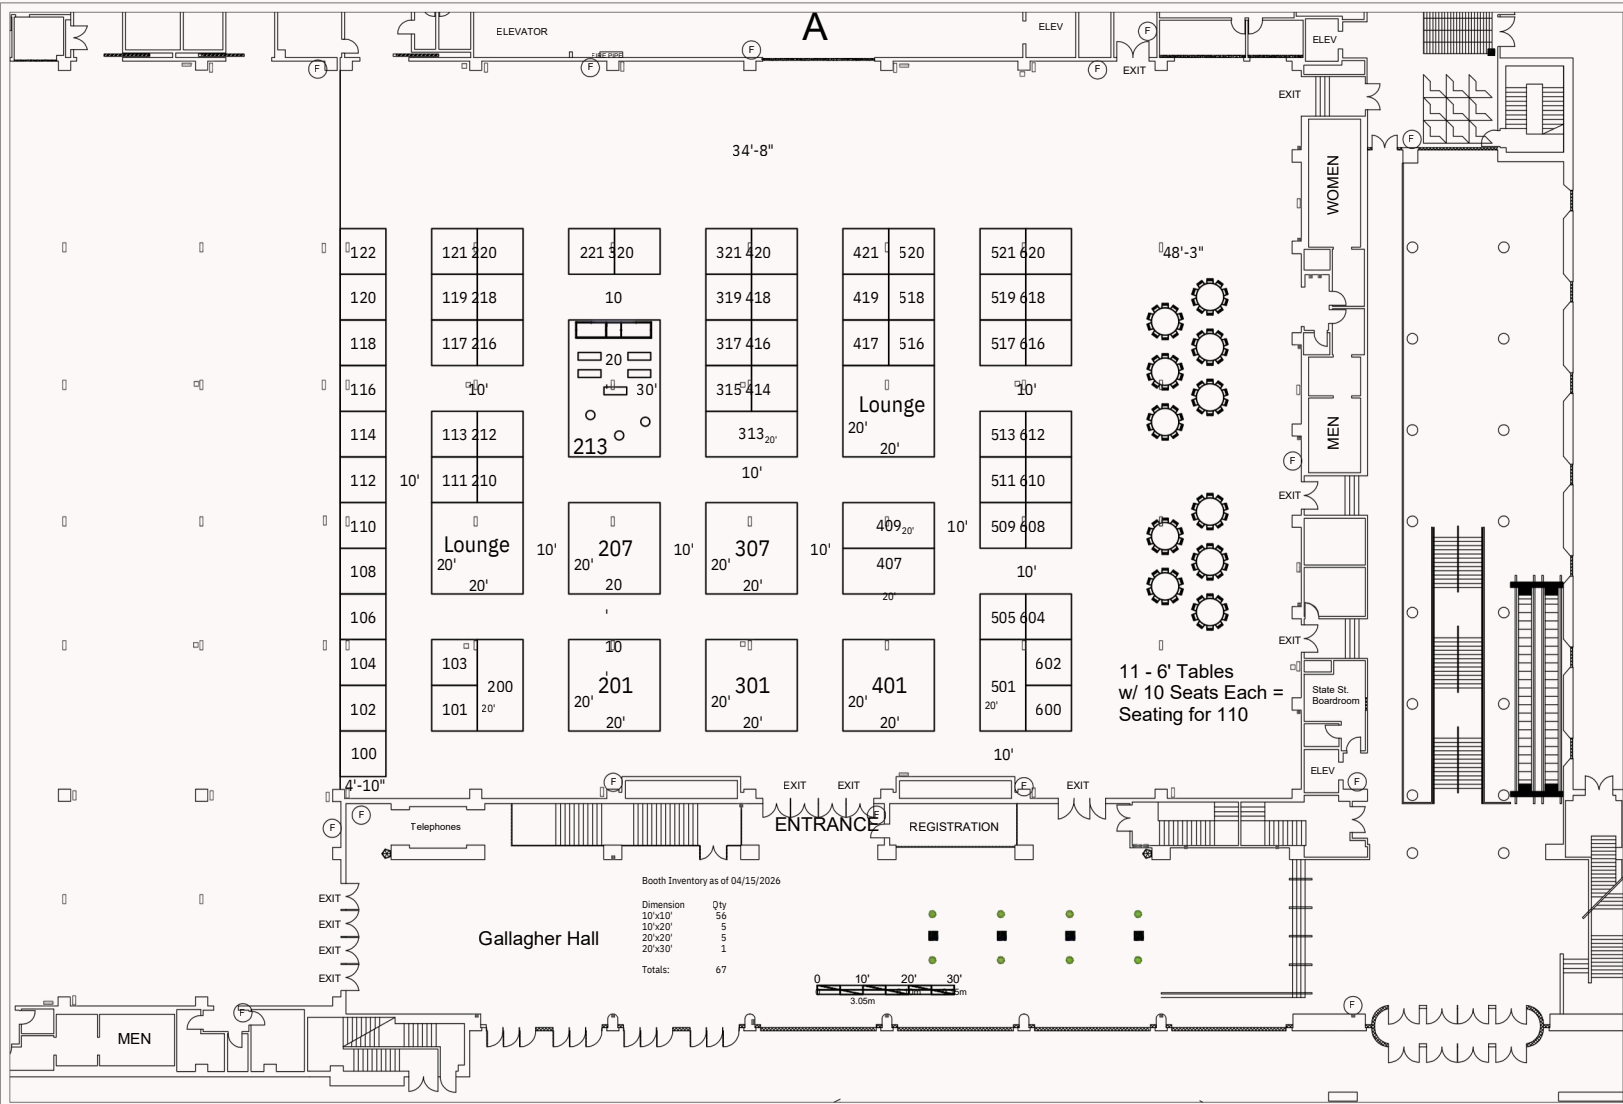 A
ELEVATOR
ELEV
ELEV
FIRE PIPE
F
F
F
F
F
EXIT
EXIT
F
34'-8"
WOMEN
122
121 220
221 320
321 420
421 520
521 620
48'-3"
120
119 218
10
319 418
419 518
519 618
118
117 216
20
317 416
417 516
517 616
116
10'
30'
315 414
Lounge
10'
20'
20'
114
113 212
213
313 20'
513 612
MEN
F
112
10'
111 210
10'
511 610
EXIT
110
Lounge
20'
20'
10'
207
20'
20
'
10'
307
20'
20'
10'
409 20'
10'
509 608
108
407
20'
10'
106
10
505 604
EXIT
104
103
200
20'
201
20'
20'
301
20'
20'
401
20'
20'
501
20'
602
102
101
600
11 - 6' Tables
w/ 10 Seats Each =
Seating for 110
State St.
Boardroom
100
10'
4'-10"
F
EXIT
EXIT
F
EXIT
ELEV
F
F
F
Telephones
ENTRANCE
F
REGISTRATION
Booth Inventory as of 04/15/2026
Dimension Qty
10'x10' 56
10'x20' 5
20'x20' 5
20'x30' 1
Totals: 67
EXIT
EXIT
EXIT
EXIT
Gallagher Hall
0 10' 20' 30'
3.05m
F
F
MEN